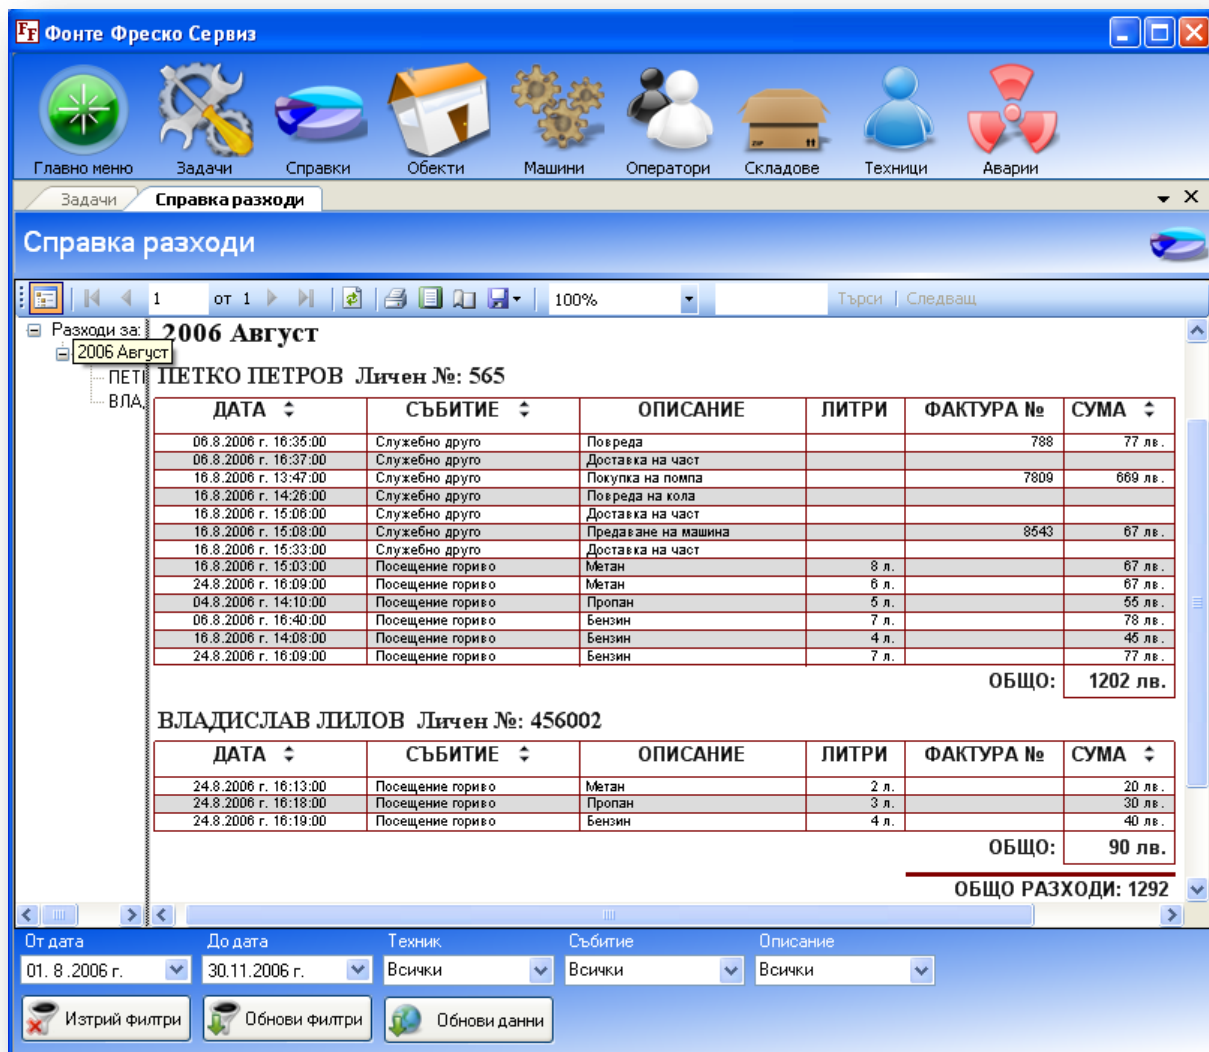 Фонте Фреско Сервиз
Главно меню Задачи Справки Обекти Машини Оператори Складове Техници Аварии
Задачи Справка разходи
Справка разходи
1 от 1 100% Търси | Следващ
Разходи за:
2006 Август
ПЕТ
ВЛА
2006 Август
ПЕТКО ПЕТРОВ Личен №: 565
ДАТА СЪБИТИЕ ОПИСАНИЕ ЛИТРИ ФАКТУРА № СУМА
06.8.2006 г. 16:35:00 Служебно друго Повреда 788 77 лв.
06.8.2006 г. 16:37:00 Служебно друго Доставка на част
16.8.2006 г. 13:47:00 Служебно друго Покупка на помпа 7809 669 лв.
16.8.2006 г. 14:26:00 Служебно друго Повреда на кола
16.8.2006 г. 15:06:00 Служебно друго Доставка на част
16.8.2006 г. 15:08:00 Служебно друго Предаване на машина 8543 67 лв.
16.8.2006 г. 15:33:00 Служебно друго Доставка на част
16.8.2006 г. 15:03:00 Посещение гориво Метан 8 л. 67 лв.
24.8.2006 г. 16:09:00 Посещение гориво Метан 6 л. 67 лв.
04.8.2006 г. 14:10:00 Посещение гориво Пропан 5 л. 55 лв.
06.8.2006 г. 16:40:00 Посещение гориво Бензин 7 л. 78 лв.
16.8.2006 г. 14:08:00 Посещение гориво Бензин 4 л. 45 лв.
24.8.2006 г. 16:09:00 Посещение гориво Бензин 7 л. 77 лв.
ОБЩО: 1202 лв.
ВЛАДИСЛАВ ЛИЛОВ Личен №: 456002
ДАТА СЪБИТИЕ ОПИСАНИЕ ЛИТРИ ФАКТУРА № СУМА
24.8.2006 г. 16:13:00 Посещение гориво Метан 2 л. 20 лв.
24.8.2006 г. 16:18:00 Посещение гориво Пропан 3 л. 30 лв.
24.8.2006 г. 16:19:00 Посещение гориво Бензин 4 л. 40 лв.
ОБЩО: 90 лв.
ОБЩО РАЗХОДИ: 1292
От дата До дата Техник Събитие Описание
01. 8 .2006 г. 30.11.2006 г. Всички Всички Всички
Изтрий филтри Обнови филтри Обнови данни